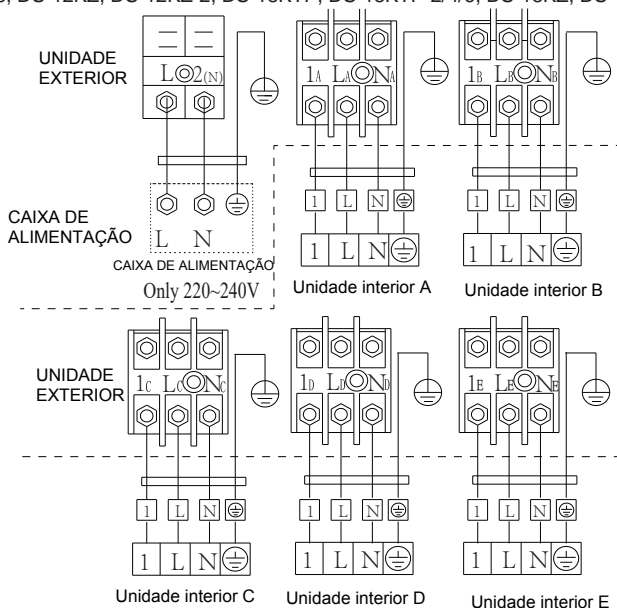 UNIDADE EXTERIOR
L 2(N)
1A LA NA
1B LB NB
CAIXA DE ALIMENTAÇÃO
L N
CAIXA DE ALIMENTAÇÃO
Only 220~240V
1 L N
1 L N
Unidade interior A
1 L N
1 L N
Unidade interior B
UNIDADE EXTERIOR
1C LC NC
1D LD ND
1E LE NE
1 L N
1 L N
Unidade interior C
1 L N
1 L N
Unidade interior D
1 L N
1 L N
Unidade interior E